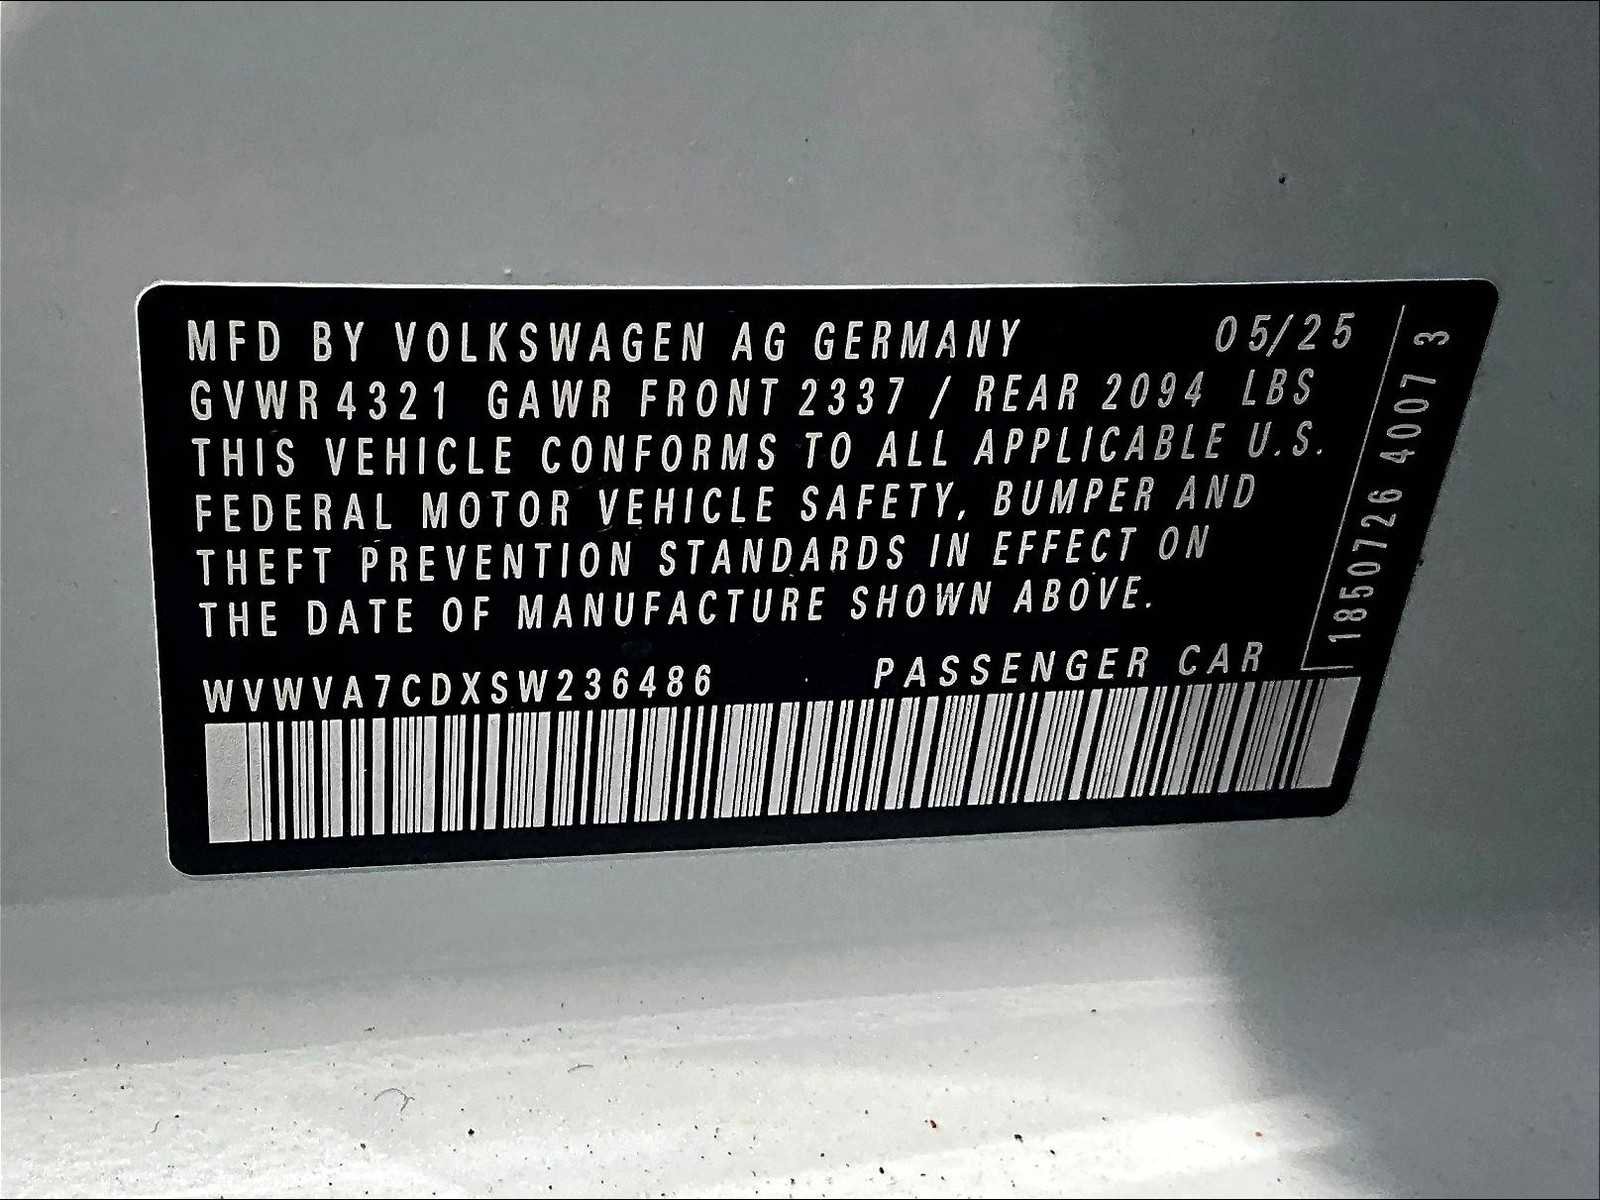 MFD BY VOLKSWAGEN AG GERMANY 05/25
GVWR 4321 GAWR FRONT 2337 / REAR 2094 LBS
THIS VEHICLE CONFORMS TO ALL APPLICABLE U.S.
FEDERAL MOTOR VEHICLE SAFETY, BUMPER AND
THEFT PREVENTION STANDARDS IN EFFECT ON
THE DATE OF MANUFACTURE SHOWN ABOVE.
WVWVA7CDXSW236486 PASSENGER CAR
1850726 4007 3